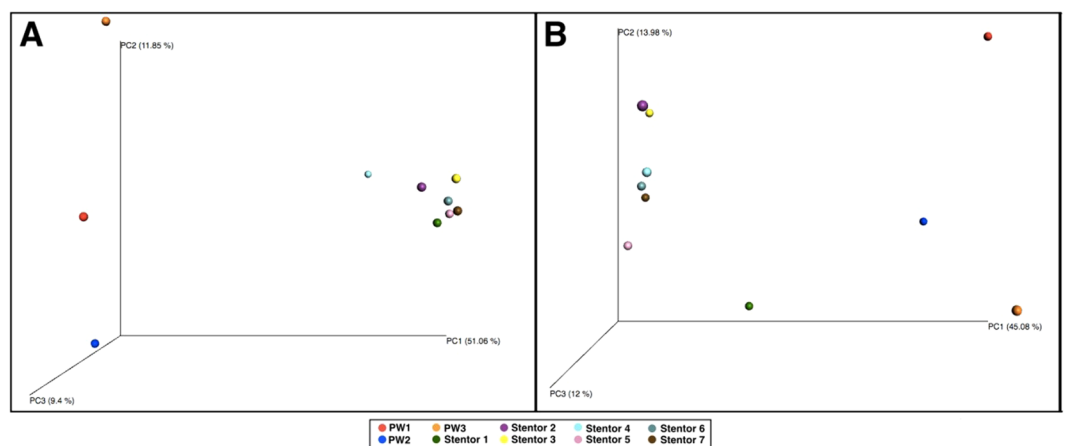 A
PC2 (11.85 %)
PC1 (51.06 %)
PC3 (9.4 %)
B
PC2 (13.98 %)
PC1 (45.08 %)
PC3 (12 %)
PW1 PW3 Stentor 2 Stentor 4 Stentor 6
PW2 Stentor 1 Stentor 3 Stentor 5 Stentor 7